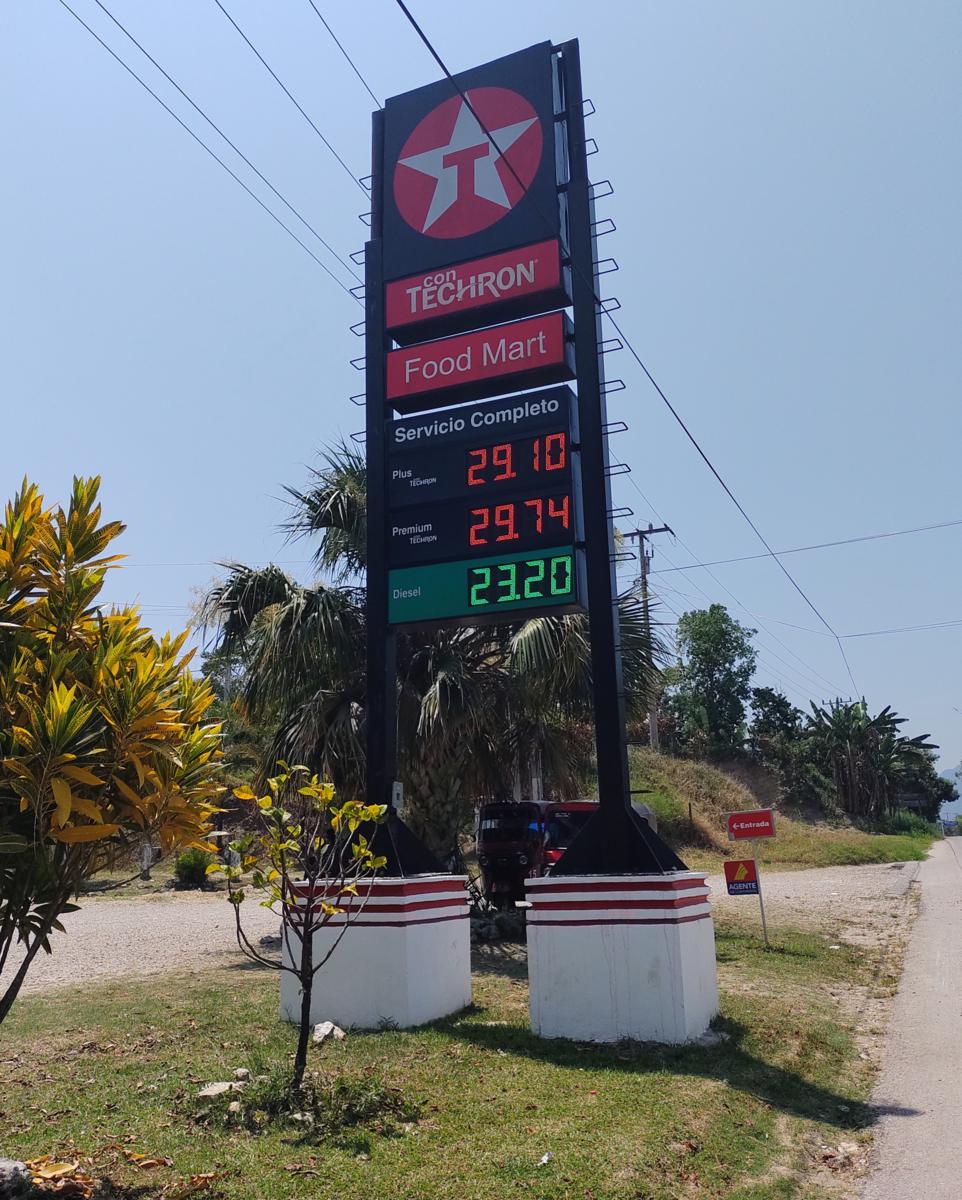 T
con
TECHRON
Food Mart
Servicio Completo
Plus
TECHRON
29.10
Premium
TECHRON
29.74
Diesel
23.20
←Entrada
AGENTE